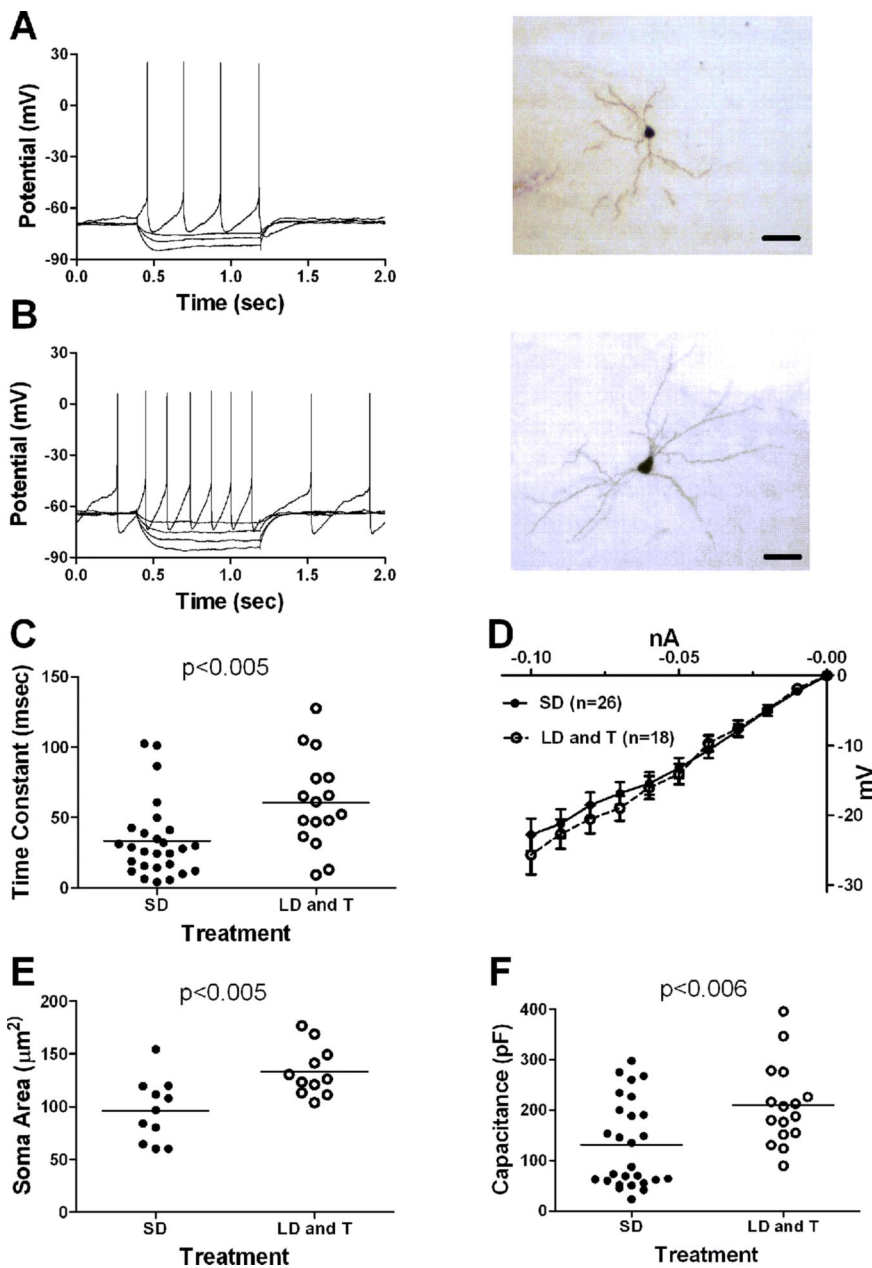 A
30
0
-30
-60
-90
Potential (mV)
0.0 0.5 1.0 1.5 2.0
Time (sec)
B
30
0
-30
-60
-90
Potential (mV)
0.0 0.5 1.0 1.5 2.0
Time (sec)
C
p<0.005
150
100
50
0
Time Constant (msec)
SD LD and T
Treatment
D
nA
-0.10 -0.05 -0.00
SD (n=26)
LD and T (n=18)
0
-10
-20
-30
mV
E
p<0.005
200
150
100
50
0
Soma Area (μm²)
SD LD and T
Treatment
F
p<0.006
400
300
200
100
0
Capacitance (pF)
SD LD and T
Treatment